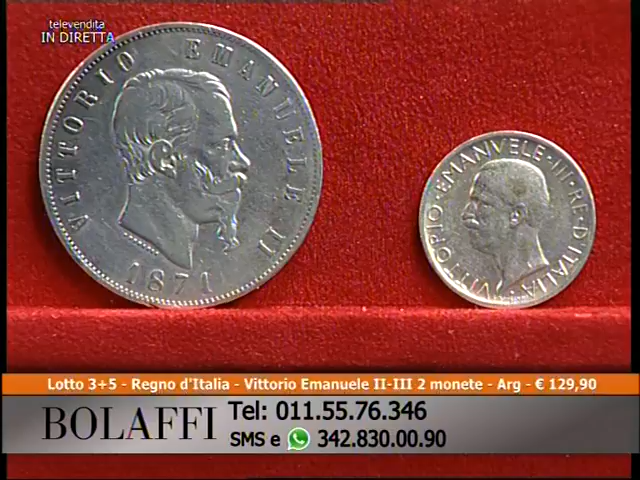 televendita
IN DIRETTA
VITTORIO EMANUELE II
1871
VITTORIO·EMANVELE·III·RE·D'ITALIA
Lotto 3+5 - Regno d'Italia - Vittorio Emanuele II-III 2 monete - Arg - € 129,90
BOLAFFI
Tel: 011.55.76.346
SMS e 342.830.00.90